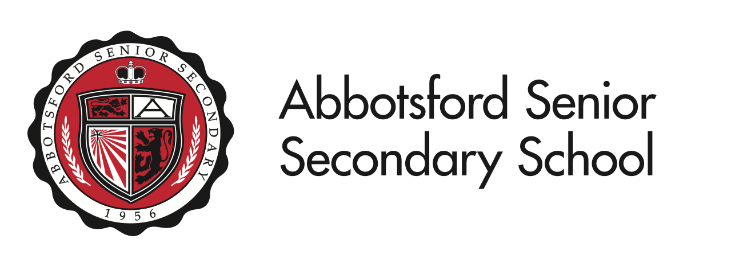 ABBOTSFORD SENIOR SECONDARY
A
1956
Abbotsford Senior
Secondary School